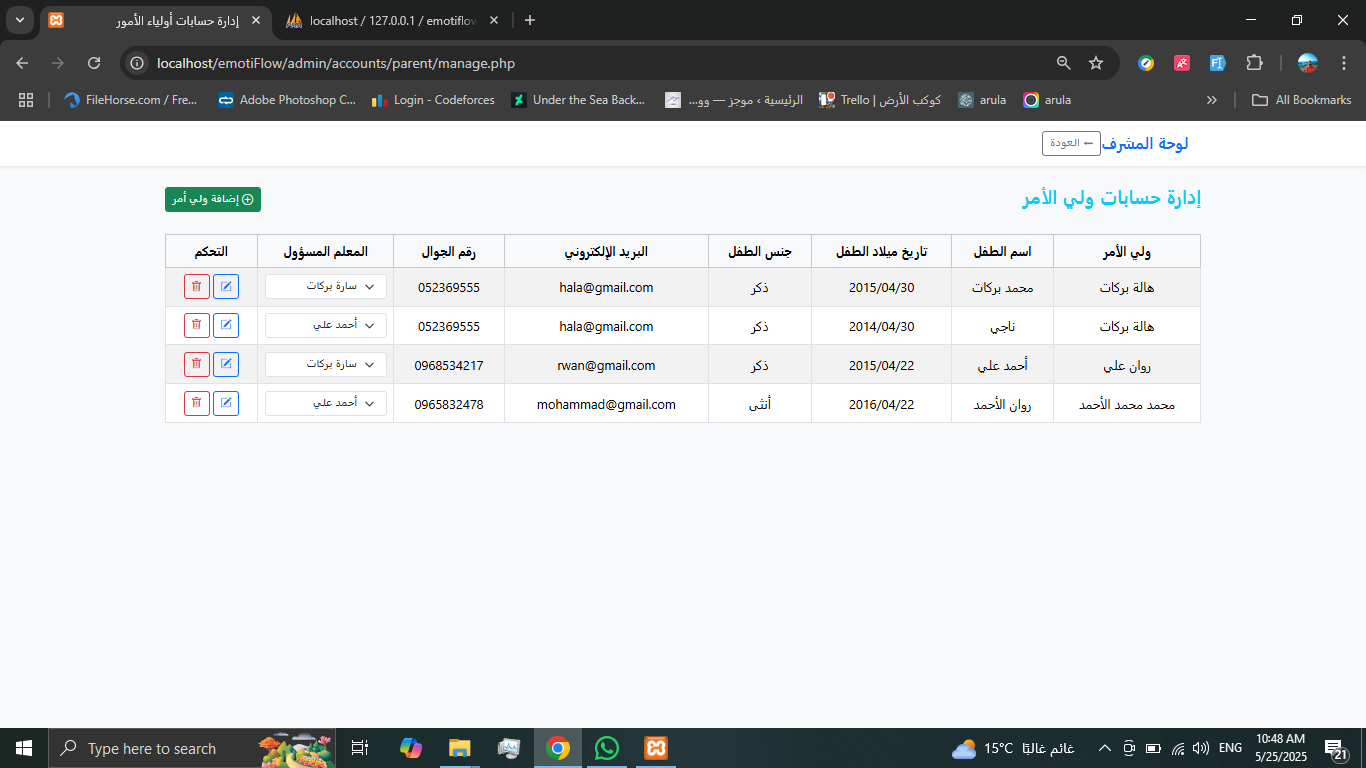 إدارة حسابات أولياء الأمور
localhost / 127.0.0.1 / emotiflow
localhost/emotiFlow/admin/accounts/parent/manage.php
FileHorse.com / Fre...
Adobe Photoshop C...
Login - Codeforces
Under the Sea Back...
الرئيسية › موجز — وو...
كوكب الأرض | Trello
arula
arula
»
All Bookmarks
لوحة المشرف
← العودة
إدارة حسابات ولي الأمر
إضافة ولي أمر
ولي الأمر اسم الطفل تاريخ ميلاد الطفل جنس الطفل البريد الإلكتروني رقم الجوال المعلم المسؤول التحكم
هالة بركات محمد بركات 2015/04/30 ذكر hala@gmail.com 052369555 سارة بركات
هالة بركات ناجي 2014/04/30 ذكر hala@gmail.com 052369555 أحمد علي
روان علي أحمد علي 2015/04/22 ذكر rwan@gmail.com 0968534217 سارة بركات
محمد محمد الأحمد روان الأحمد 2016/04/22 أنثى mohammad@gmail.com 0965832478 أحمد علي
Type here to search
15°C غائم غالبًا
ENG
10:48 AM
5/25/2025
21